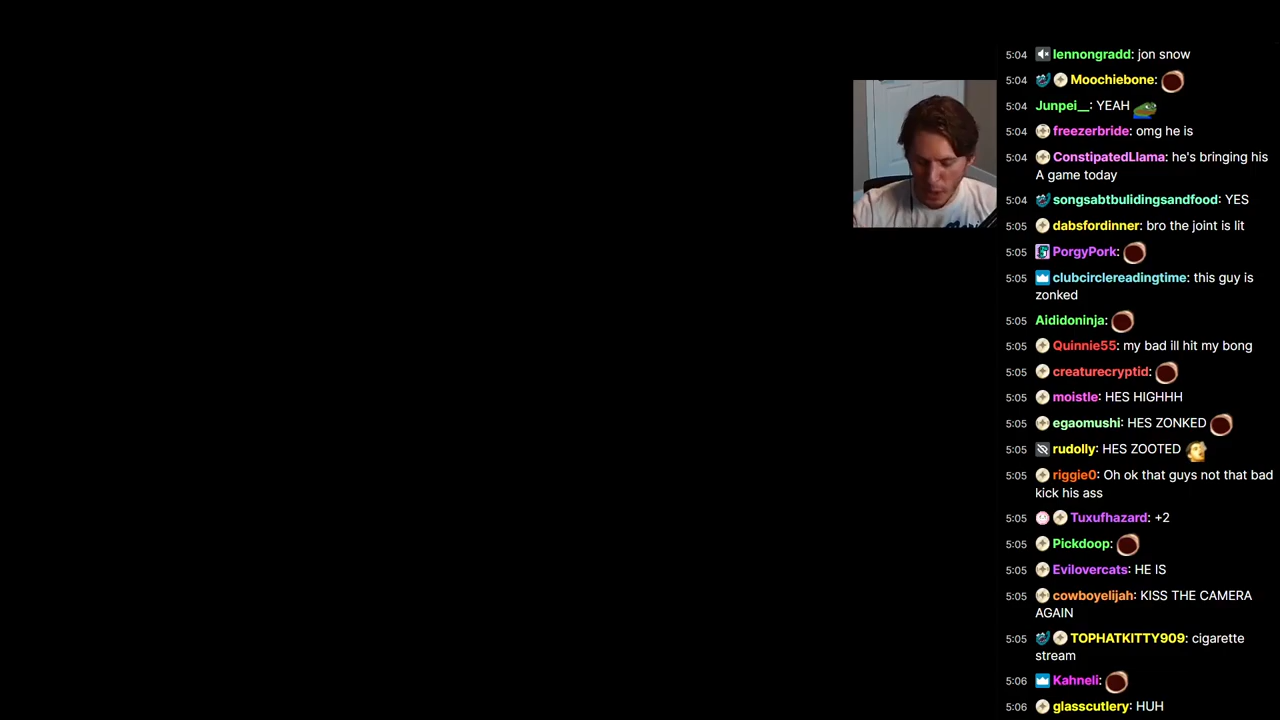 5:04 lennongradd: jon snow
5:04 Moochiebone:
Junpei__: YEAH
5:04 freezerbride: omg he is
5:04 ConstipatedLlama: he's bringing his
A game today
5:04 songsabtbulidingsandfood: YES
5:05 dabsfordinner: bro the joint is lit
5:05 PorgyPork:
5:05 clubcirclereadingtime: this guy is
zonked
5:05 Aididoninja:
5:05 Quinnie55: my bad ill hit my bong
5:05 creaturecryptid:
5:05 moistle: HES HIGHHH
5:05 egaomushi: HES ZONKED
5:05 rudolly: HES ZOOTED
5:05 riggie0: Oh ok that guys not that bad
kick his ass
5:05 Tuxufhazard: +2
5:05 Pickdoop:
5:05 Evilovercats: HE IS
5:05 cowboyelijah: KISS THE CAMERA
AGAIN
5:05 TOPHATKITTY909: cigarette
stream
5:06 Kahneli:
5:06 glasscutlery: HUH